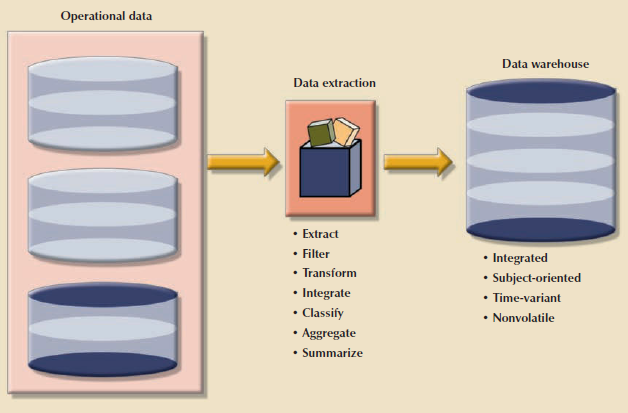 Operational data
Data extraction
• Extract
• Filter
• Transform
• Integrate
• Classify
• Aggregate
• Summarize
Data warehouse
• Integrated
• Subject-oriented
• Time-variant
• Nonvolatile